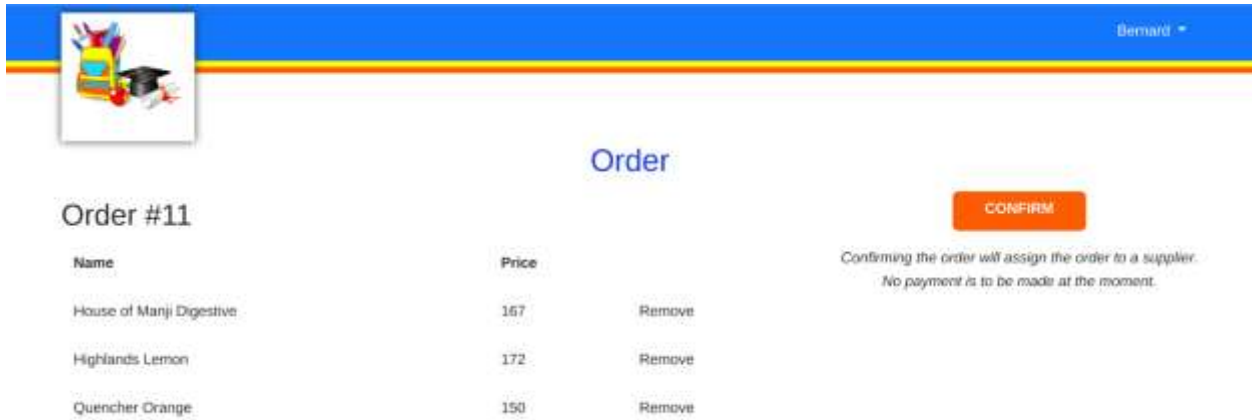 Bernard
Order
Order #11
CONFIRM
Confirming the order will assign the order to a supplier.
No payment is to be made at the moment.
Name Price
House of Manji Digestive 167 Remove
Highlands Lemon 172 Remove
Quencher Orange 150 Remove